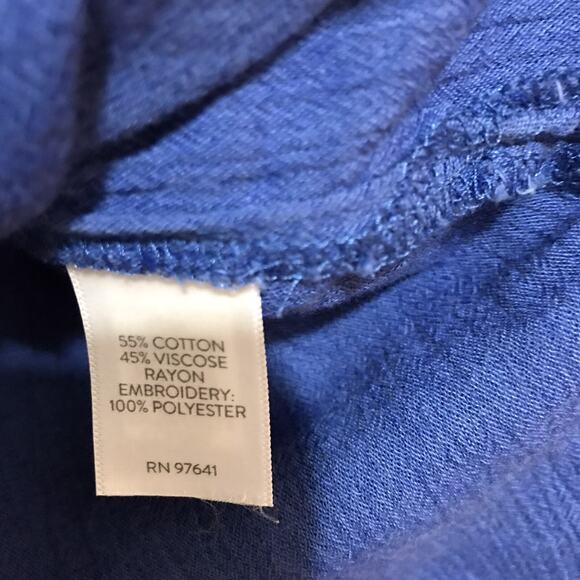 55% COTTON
45% VISCOSE
RAYON
EMBROIDERY:
100% POLYESTER
RN 97641